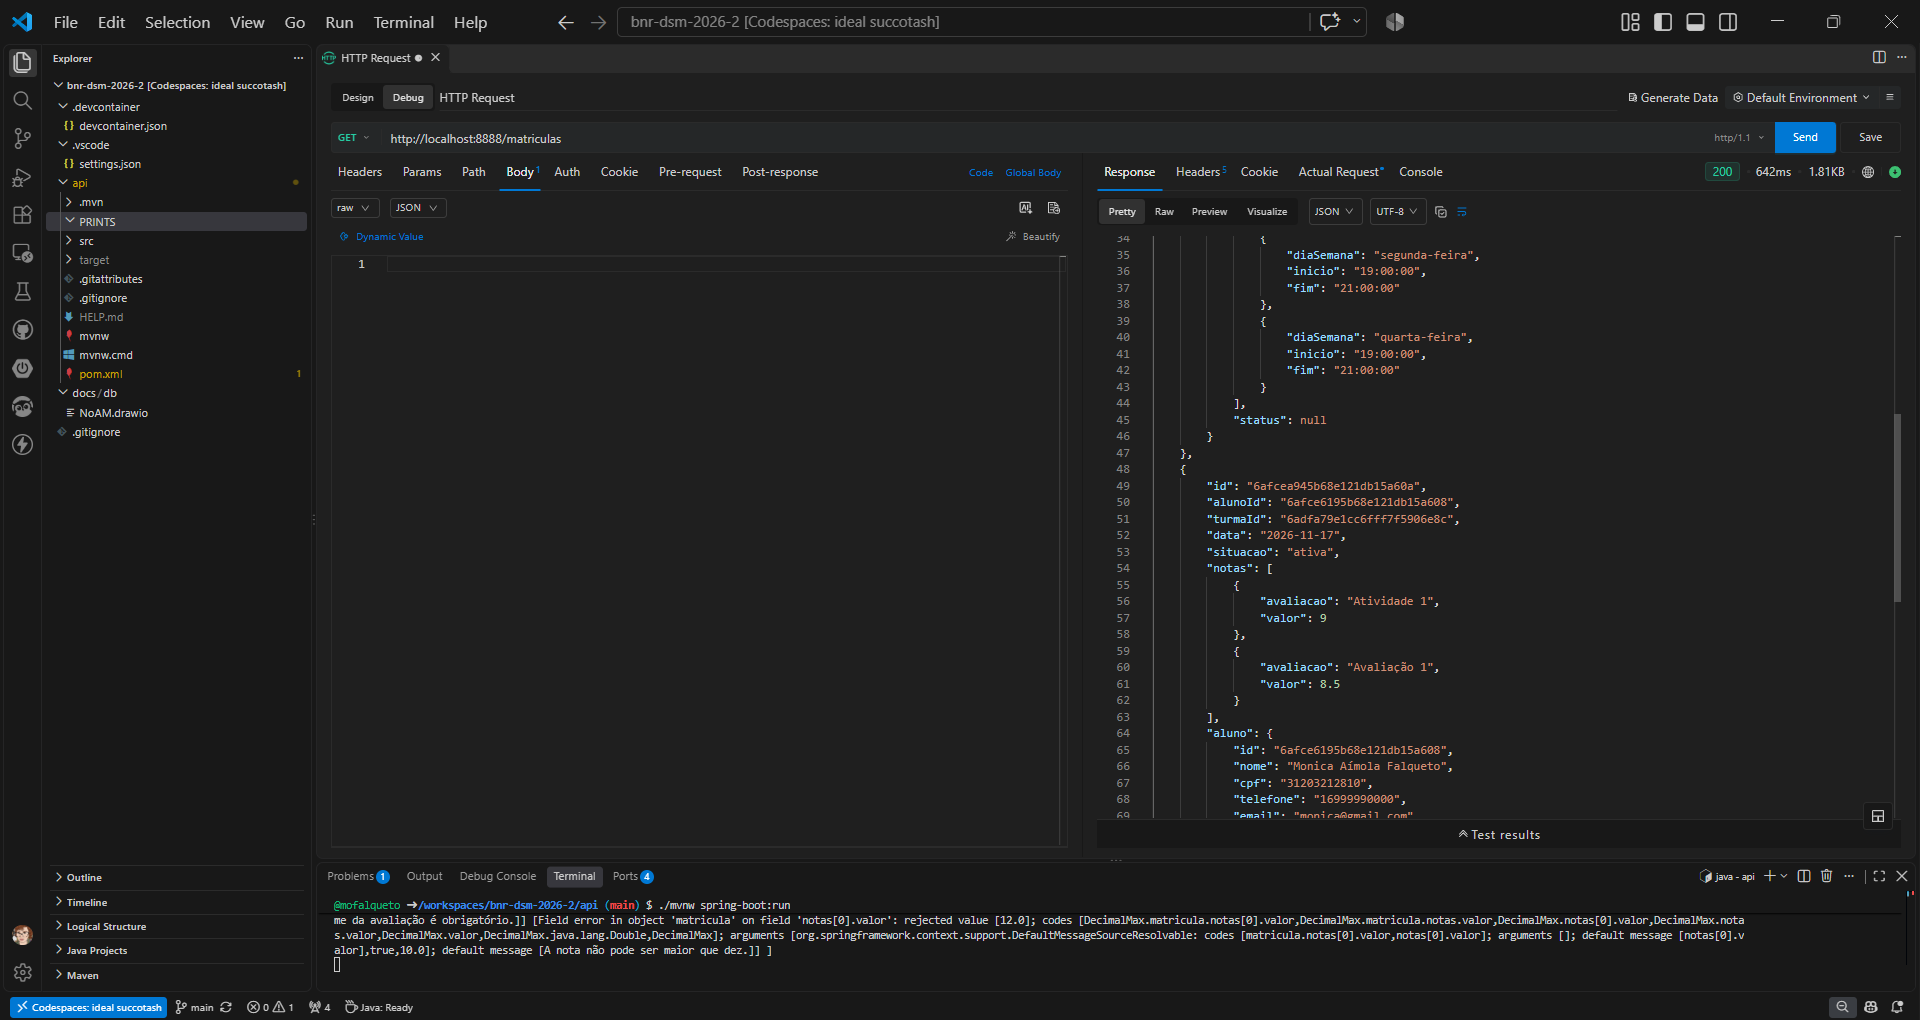 File Edit Selection View Go Run Terminal Help
bnr-dsm-2026-2 [Codespaces: ideal succotash]
Explorer
bnr-dsm-2026-2 [Codespaces: ideal succotash]
.devcontainer
devcontainer.json
.vscode
settings.json
api
.mvn
PRINTS
src
target
.gitattributes
.gitignore
HELP.md
mvnw
mvnw.cmd
pom.xml 1
docs / db
NoAM.drawio
.gitignore
Outline
Timeline
Logical Structure
Java Projects
Maven
HTTP Request
Design Debug HTTP Request
Generate Data Default Environment
GET http://localhost:8888/matriculas
http/1.1 Send Save
Headers Params Path Body 1 Auth Cookie Pre-request Post-response Code Global Body
raw JSON
Dynamic Value Beautify
1
Response Headers 5 Cookie Actual Request Console 200 642ms 1.81KB
Pretty Raw Preview Visualize JSON UTF-8
34 {
35 "diaSemana": "segunda-feira",
36 "inicio": "19:00:00",
37 "fim": "21:00:00"
38 },
39 {
40 "diaSemana": "quarta-feira",
41 "inicio": "19:00:00",
42 "fim": "21:00:00"
43 }
44 ],
45 "status": null
46 }
47 },
48 {
49 "id": "6afcea945b68e121db15a60a",
50 "alunoId": "6afce6195b68e121db15a608",
51 "turmaId": "6adfa79e1cc6fff7f5906e8c",
52 "data": "2026-11-17",
53 "situacao": "ativa",
54 "notas": [
55 {
56 "avaliacao": "Atividade 1",
57 "valor": 9
58 },
59 {
60 "avaliacao": "Avaliação 1",
61 "valor": 8.5
62 }
63 ],
64 "aluno": {
65 "id": "6afce6195b68e121db15a608",
66 "nome": "Monica Aímola Falqueto",
67 "cpf": "31203212810",
68 "telefone": "16999990000",
69 "email": "monica@gmail.com"
Test results
Problems 1 Output Debug Console Terminal Ports 4
java - api
@mofalqueto ➜/workspaces/bnr-dsm-2026-2/api (main) $ ./mvnw spring-boot:run
me da avaliação é obrigatório.]] [Field error in object 'matricula' on field 'notas[0].valor': rejected value [12.0]; codes [DecimalMax.matricula.notas[0].valor,DecimalMax.matricula.notas.valor,DecimalMax.notas[0].valor,DecimalMax.nota
s.valor,DecimalMax.valor,DecimalMax.java.lang.Double,DecimalMax]; arguments [org.springframework.context.support.DefaultMessageSourceResolvable: codes [matricula.notas[0].valor,notas[0].valor]; arguments []; default message [notas[0].v
alor],true,10.0]; default message [A nota não pode ser maior que dez.]] ]
Codespaces: ideal succotash main 0 1 4 Java: Ready